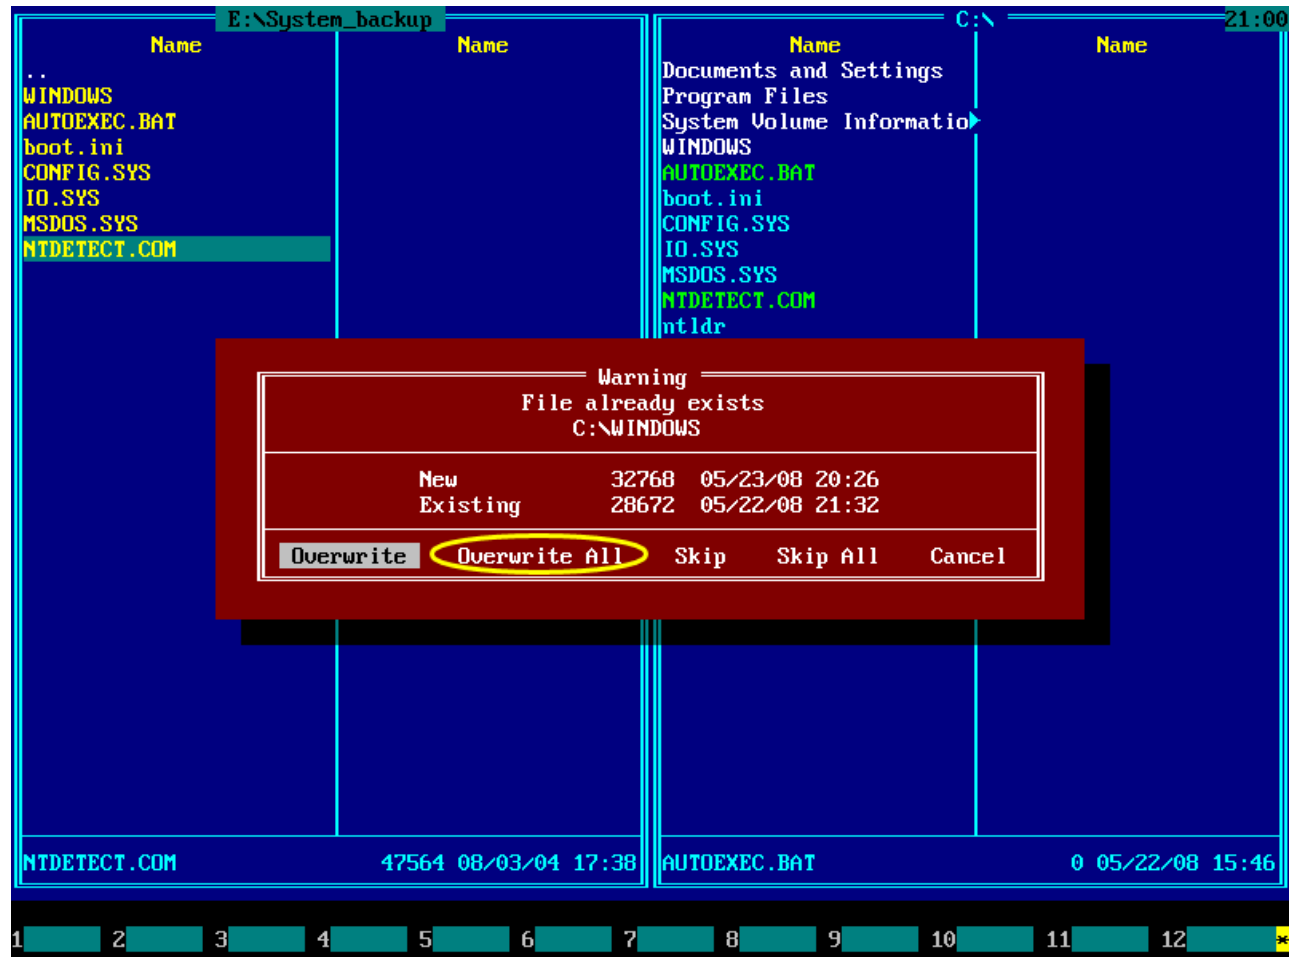 E:\System_backup
C:\
21:00
Name Name
..
WINDOWS
AUTOEXEC.BAT
boot.ini
CONFIG.SYS
IO.SYS
MSDOS.SYS
NTDETECT.COM
Name Name
Documents and Settings
Program Files
System Volume Informatio
WINDOWS
AUTOEXEC.BAT
boot.ini
CONFIG.SYS
IO.SYS
MSDOS.SYS
NTDETECT.COM
ntldr
Warning
File already exists
C:\WINDOWS
New 32768 05/23/08 20:26
Existing 28672 05/22/08 21:32
Overwrite Overwrite All Skip Skip All Cancel
NTDETECT.COM 47564 08/03/04 17:38
AUTOEXEC.BAT 0 05/22/08 15:46
1 2 3 4 5 6 7 8 9 10 11 12 *